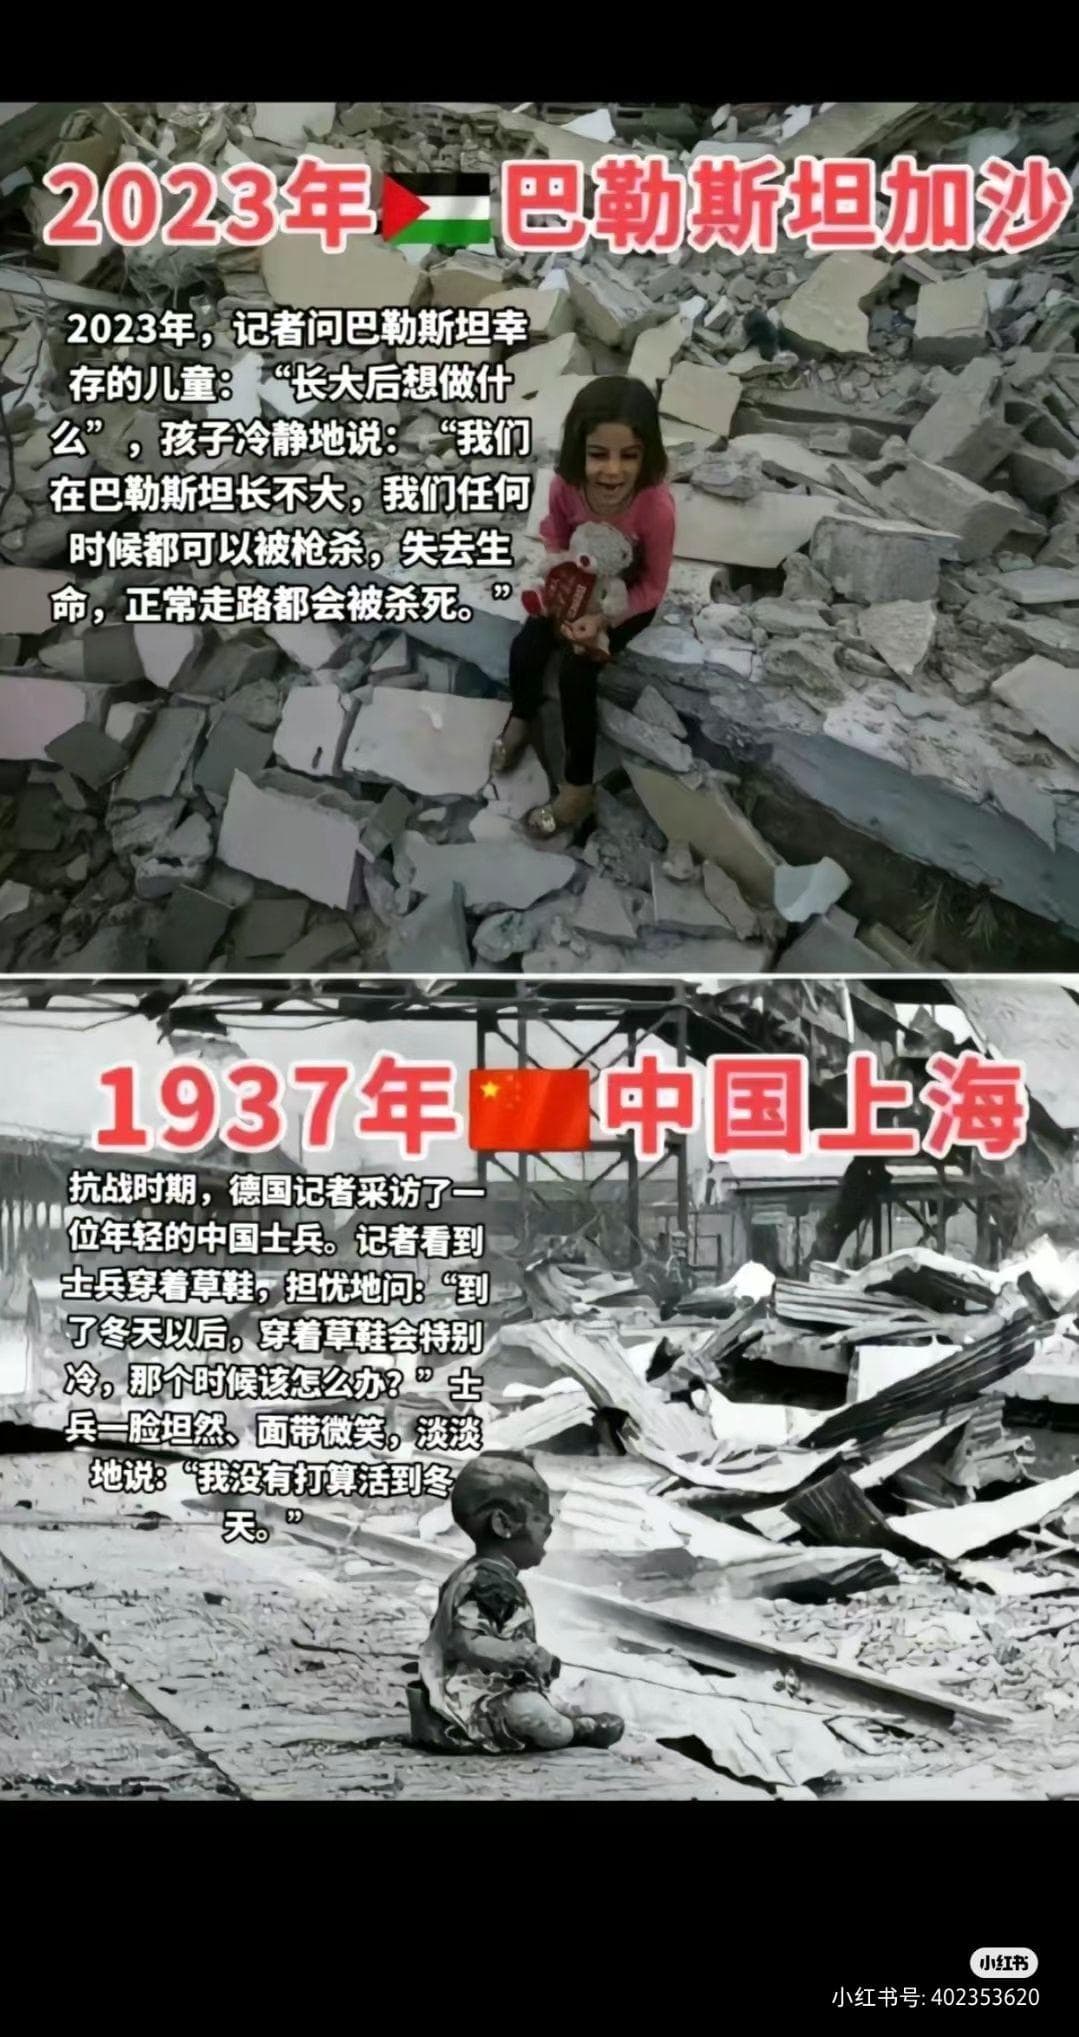 2023年🇵🇸巴勒斯坦加沙
2023年，记者问巴勒斯坦幸
存的儿童：“长大后想做什
么”，孩子冷静地说：“我们
在巴勒斯坦长不大，我们任何
时候都可以被枪杀，失去生
命，正常走路都会被杀死。”
1937年🇨🇳中国上海
抗战时期，德国记者采访了一
位年轻的中国士兵。记者看到
士兵穿着草鞋，担忧地问：“到
了冬天以后，穿着草鞋会特别
冷，那个时候该怎么办？”士
兵一脸坦然、面带微笑，淡淡
地说：“我没有打算活到冬
天。”
小红书
小红书号: 402353620